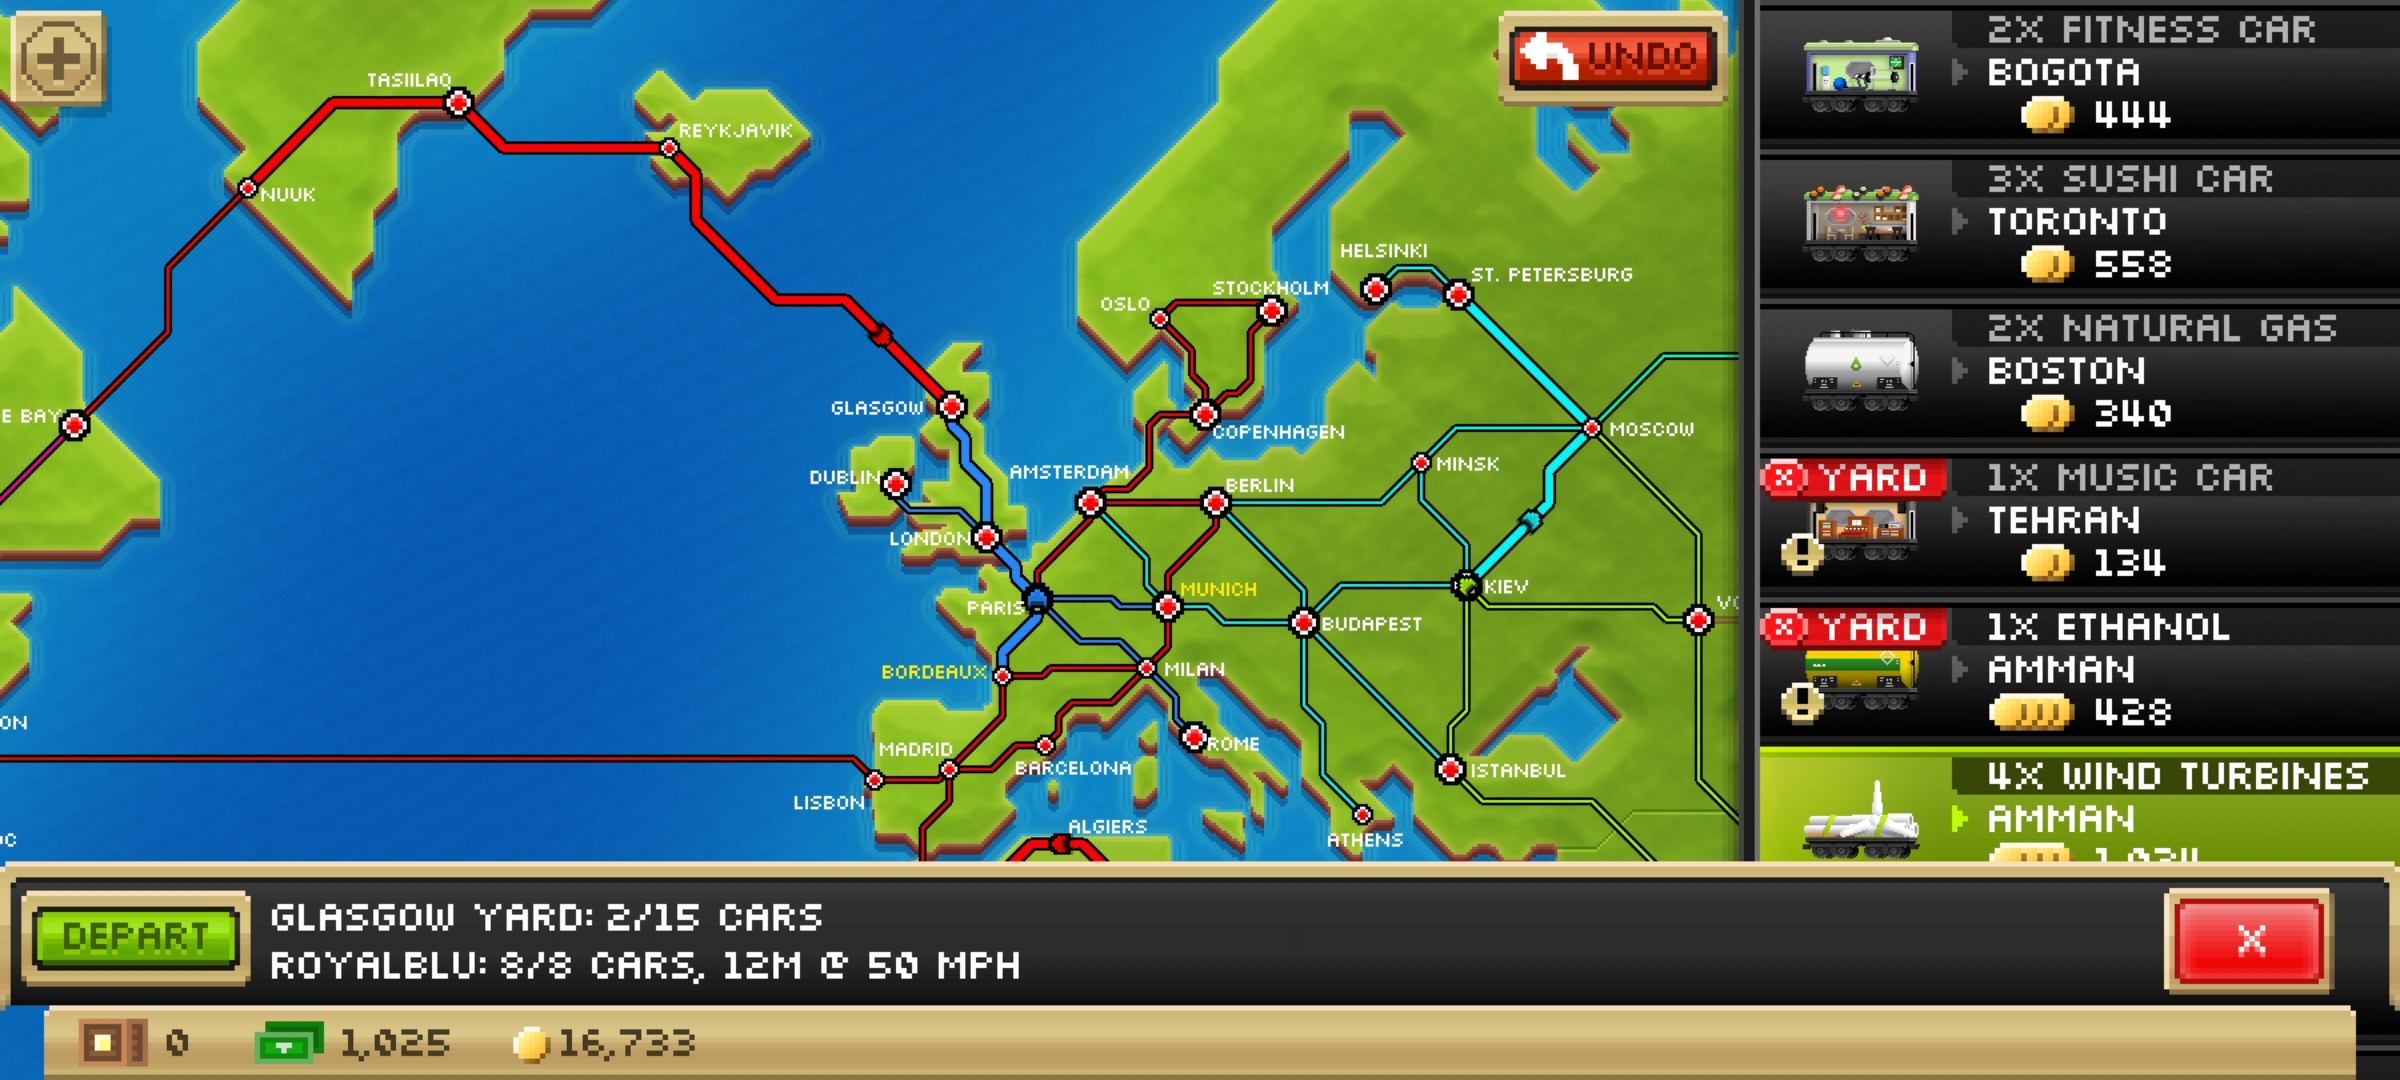 UNDO
TASIILAQ
REYKJAVIK
NUUK
HELSINKI
ST. PETERSBURG
STOCKHOLM
OSLO
E BAY
GLASGOW
COPENHAGEN
MOSCOW
MINSK
DUBLIN
AMSTERDAM
BERLIN
LONDON
PARIS
MUNICH
KIEV
BUDAPEST
BORDEAUX
MILAN
ON
MADRID
ROME
BARCELONA
ISTANBUL
LISBON
ALGIERS
ATHENS
2X FITNESS CAR
BOGOTA
444
3X SUSHI CAR
TORONTO
558
2X NATURAL GAS
BOSTON
340
YARD
1X MUSIC CAR
TEHRAN
134
YARD
1X ETHANOL
AMMAN
428
4X WIND TURBINES
AMMAN
DEPART
GLASGOW YARD: 2/15 CARS
ROYALBLU: 8/8 CARS, 12M @ 50 MPH
X
0
1,025
16,733